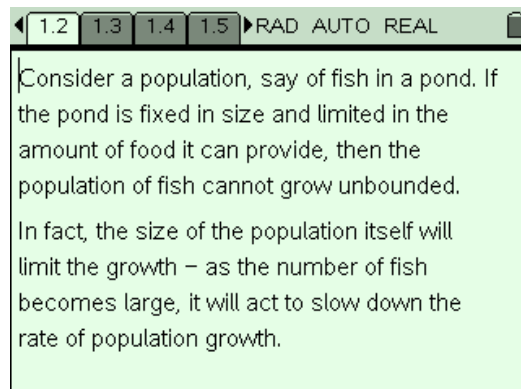 1.2 1.3 1.4 1.5 RAD AUTO REAL
Consider a population, say of fish in a pond. If
the pond is fixed in size and limited in the
amount of food it can provide, then the
population of fish cannot grow unbounded.
In fact, the size of the population itself will
limit the growth – as the number of fish
becomes large, it will act to slow down the
rate of population growth.